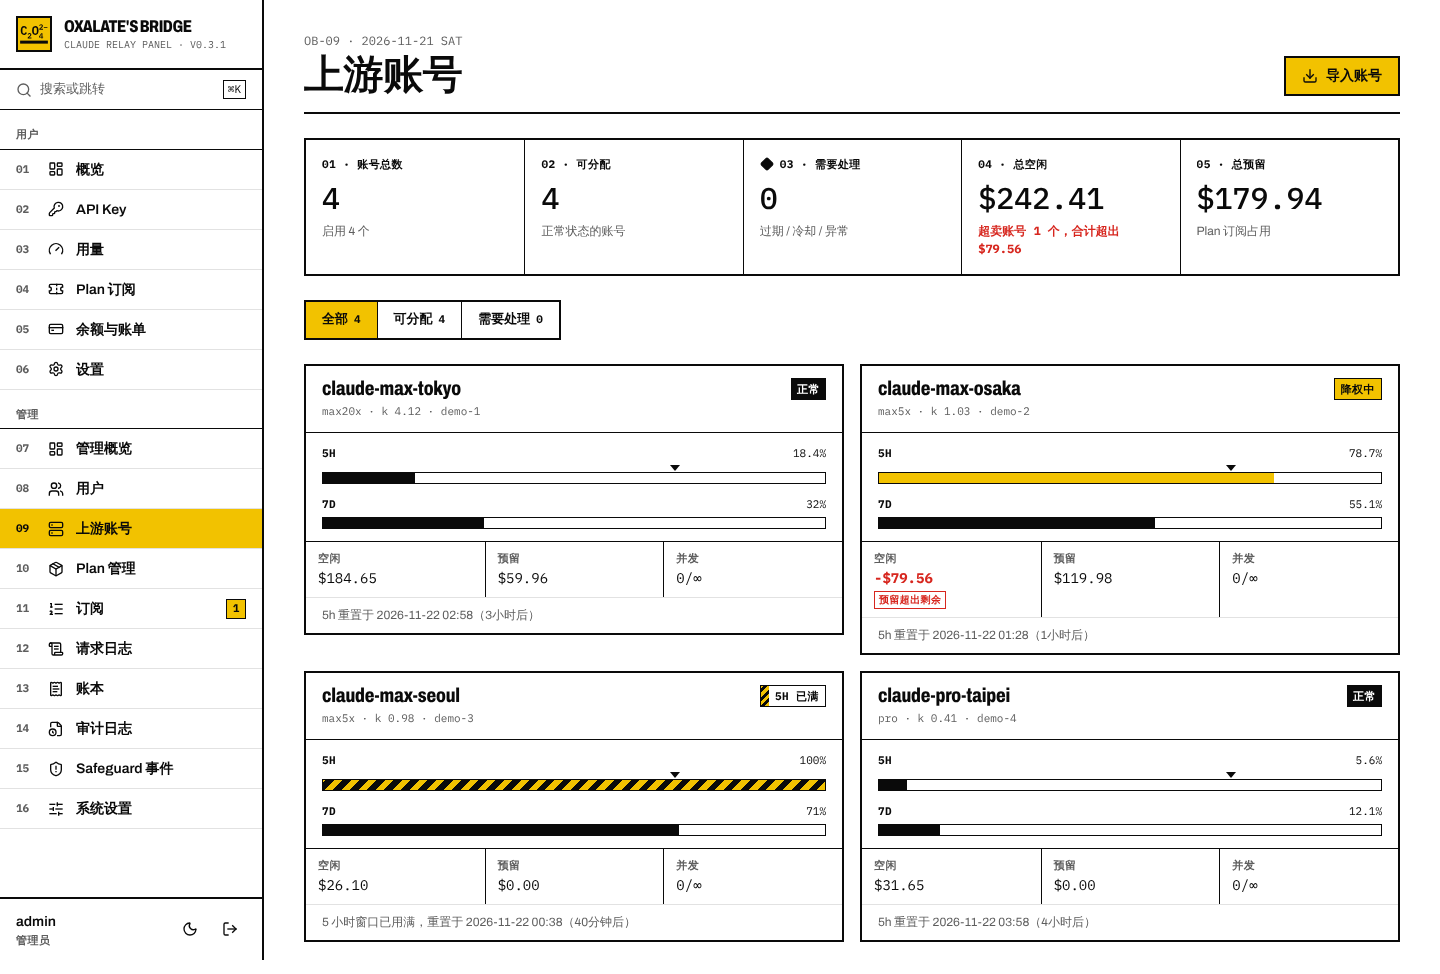 C₂O₄²⁻
OXALATE'S BRIDGE
CLAUDE RELAY PANEL · V0.3.1
搜索或跳转 ⌘K
用户
01 概览
02 API Key
03 用量
04 Plan 订阅
05 余额与账单
06 设置
管理
07 管理概览
08 用户
09 上游账号
10 Plan 管理
11 订阅 1
12 请求日志
13 账本
14 审计日志
15 Safeguard 事件
16 系统设置
admin
管理员
OB-09 · 2026-11-21 SAT
上游账号
导入账号
01 · 账号总数
4
启用 4 个
02 · 可分配
4
正常状态的账号
03 · 需要处理
0
过期 / 冷却 / 异常
04 · 总空闲
$242.41
超卖账号 1 个，合计超出
$79.56
05 · 总预留
$179.94
Plan 订阅占用
全部 4 可分配 4 需要处理 0
claude-max-tokyo 正常
max20x · k 4.12 · demo-1
5H 18.4%
7D 32%
空闲 预留 并发
$184.65 $59.96 0/∞
5h 重置于 2026-11-22 02:58（3小时后）
claude-max-osaka 降权中
max5x · k 1.03 · demo-2
5H 78.7%
7D 55.1%
空闲 预留 并发
-$79.56 $119.98 0/∞
预留超出剩余
5h 重置于 2026-11-22 01:28（1小时后）
claude-max-seoul 5H 已满
max5x · k 0.98 · demo-3
5H 100%
7D 71%
空闲 预留 并发
$26.10 $0.00 0/∞
5 小时窗口已用满，重置于 2026-11-22 00:38（40分钟后）
claude-pro-taipei 正常
pro · k 0.41 · demo-4
5H 5.6%
7D 12.1%
空闲 预留 并发
$31.65 $0.00 0/∞
5h 重置于 2026-11-22 03:58（4小时后）